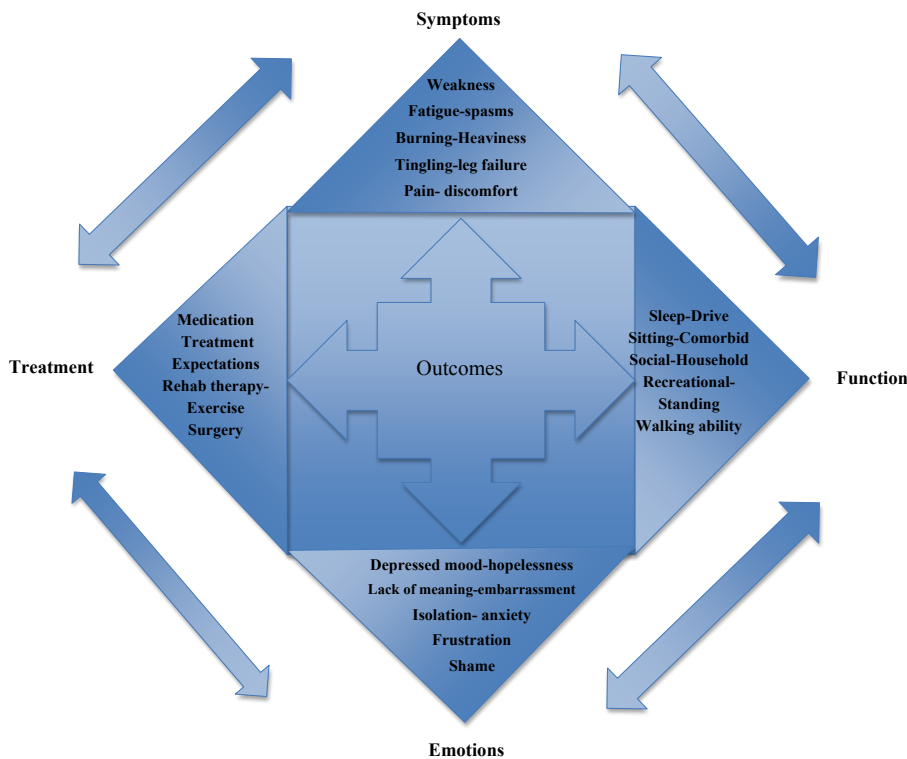 Symptoms
Weakness
Fatigue-spasms
Burning-Heaviness
Tingling-leg failure
Pain- discomfort
Treatment
Medication
Treatment
Expectations
Rehab therapy-
Exercise
Surgery
Outcomes
Sleep-Drive
Sitting-Comorbid
Social-Household
Recreational-
Standing
Walking ability
Function
Depressed mood-hopelessness
Lack of meaning-embarrassment
Isolation- anxiety
Frustration
Shame
Emotions